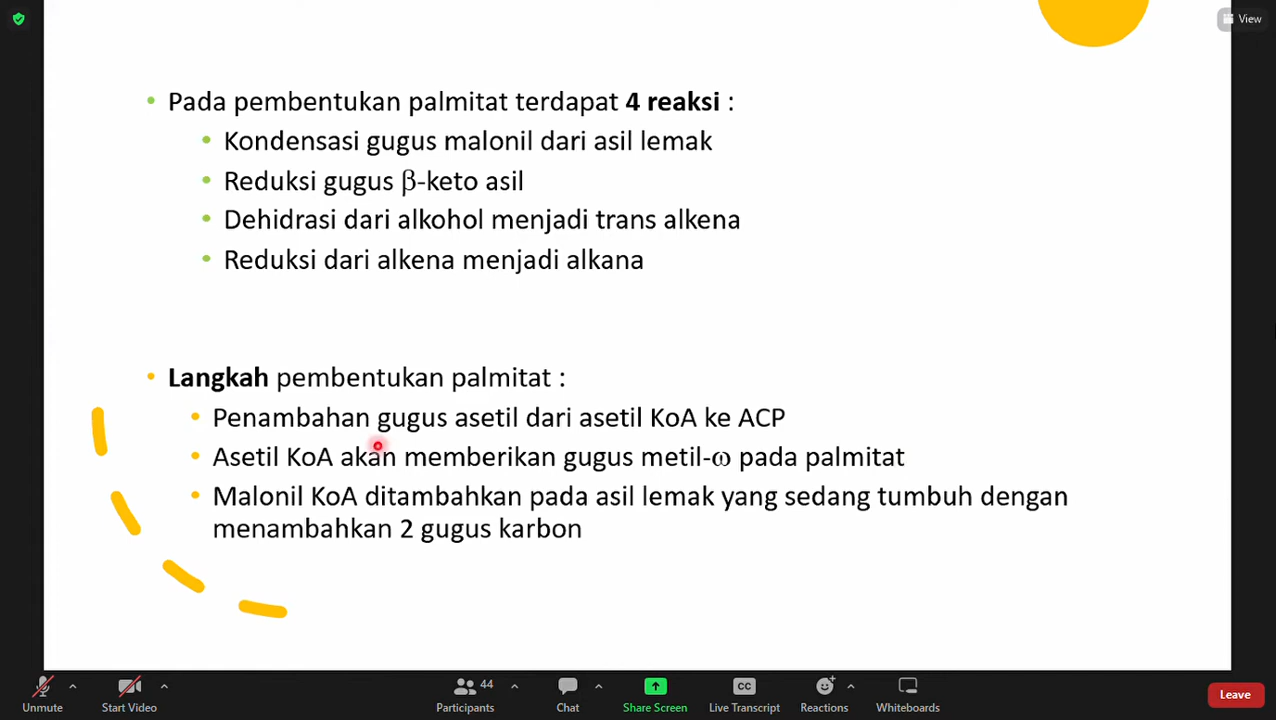 View
Pada pembentukan palmitat terdapat 4 reaksi :
Kondensasi gugus malonil dari asil lemak
Reduksi gugus β-keto asil
Dehidrasi dari alkohol menjadi trans alkena
Reduksi dari alkena menjadi alkana
Langkah pembentukan palmitat :
Penambahan gugus asetil dari asetil KoA ke ACP
Asetil KoA akan memberikan gugus metil-ω pada palmitat
Malonil KoA ditambahkan pada asil lemak yang sedang tumbuh dengan
menambahkan 2 gugus karbon
44
Unmute
Start Video
Participants
Chat
Share Screen
CC
Live Transcript
Reactions
Whiteboards
Leave